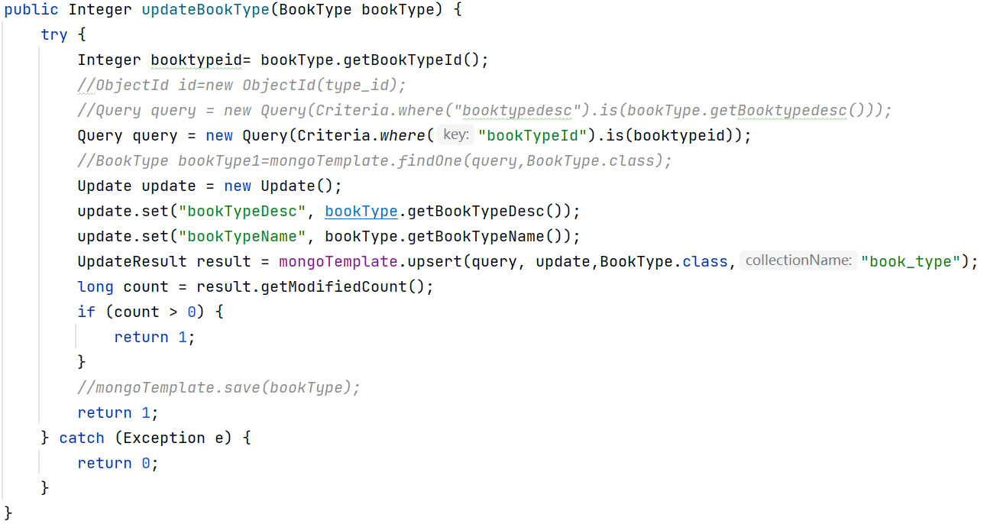 public Integer updateBookType(BookType bookType) {
try {
Integer booktypeid= bookType.getBookTypeId();
//ObjectId id=new ObjectId(type_id);
//Query query = new Query(Criteria.where("booktypedesc").is(bookType.getBooktypedesc()));
Query query = new Query(Criteria.where( key: "bookTypeId").is(booktypeid));
//BookType bookType1=mongoTemplate.findOne(query,BookType.class);
Update update = new Update();
update.set("bookTypeDesc", bookType.getBookTypeDesc());
update.set("bookTypeName", bookType.getBookTypeName());
UpdateResult result = mongoTemplate.upsert(query, update,BookType.class, collectionName: "book_type");
long count = result.getModifiedCount();
if (count > 0) {
return 1;
}
//mongoTemplate.save(bookType);
return 1;
} catch (Exception e) {
return 0;
}
}